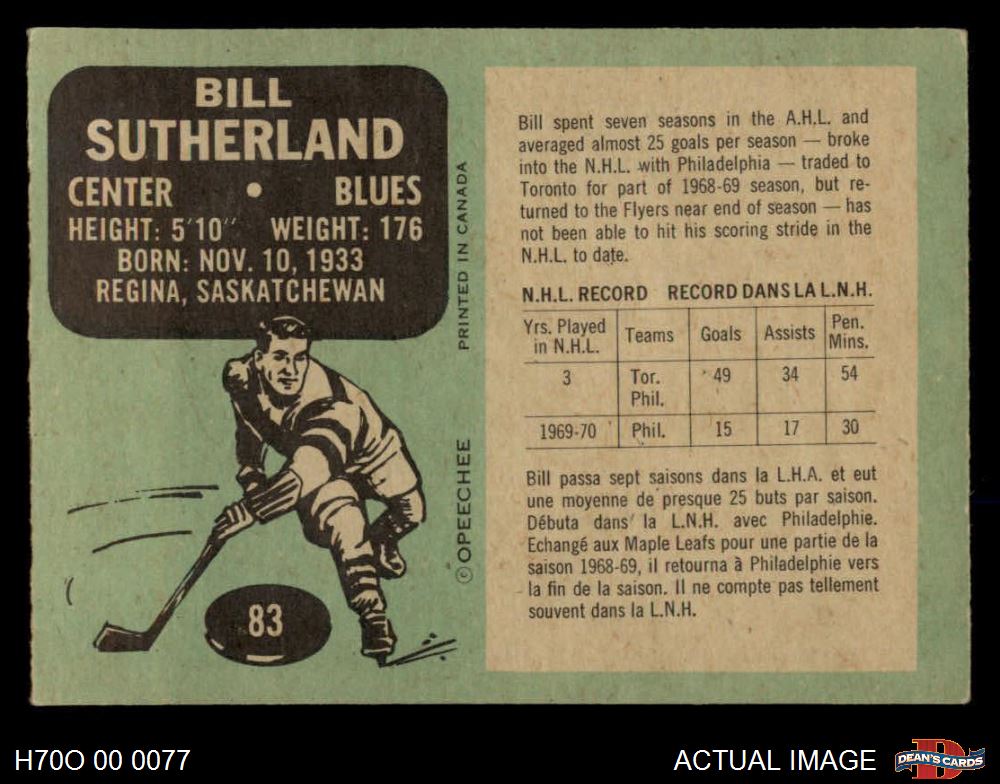 BILL
SUTHERLAND
CENTER • BLUES
HEIGHT: 5'10" WEIGHT: 176
BORN: NOV. 10, 1933
REGINA, SASKATCHEWAN
PRINTED IN CANADA
© OPEECHEE
83
Bill spent seven seasons in the A.H.L. and
averaged almost 25 goals per season — broke
into the N.H.L. with Philadelphia — traded to
Toronto for part of 1968-69 season, but re-
turned to the Flyers near end of season — has
not been able to hit his scoring stride in the
N.H.L. to date.
N.H.L. RECORD RECORD DANS LA L.N.H.
Yrs. Played in N.H.L. Teams Goals Assists Pen. Mins.
3 Tor. Phil. 49 34 54
1969-70 Phil. 15 17 30
Bill passa sept saisons dans la L.H.A. et eut
une moyenne de presque 25 buts par saison.
Débuta dans la L.N.H. avec Philadelphie.
Echangé aux Maple Leafs pour une partie de la
saison 1968-69, il retourna à Philadelphie vers
la fin de la saison. Il ne compte pas tellement
souvent dans la L.N.H.
H70O 00 0077
ACTUAL IMAGE
D
DEAN'S CARDS